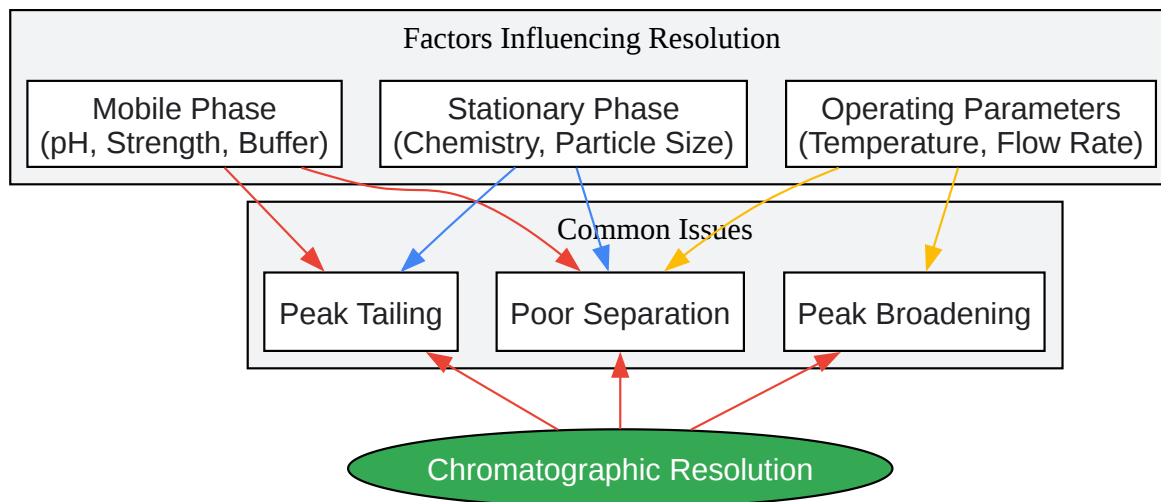 Factors Influencing Resolution
Mobile Phase
(pH, Strength, Buffer)
Stationary Phase
(Chemistry, Particle Size)
Operating Parameters
(Temperature, Flow Rate)
Common Issues
Peak Tailing
Poor Separation
Peak Broadening
Chromatographic Resolution